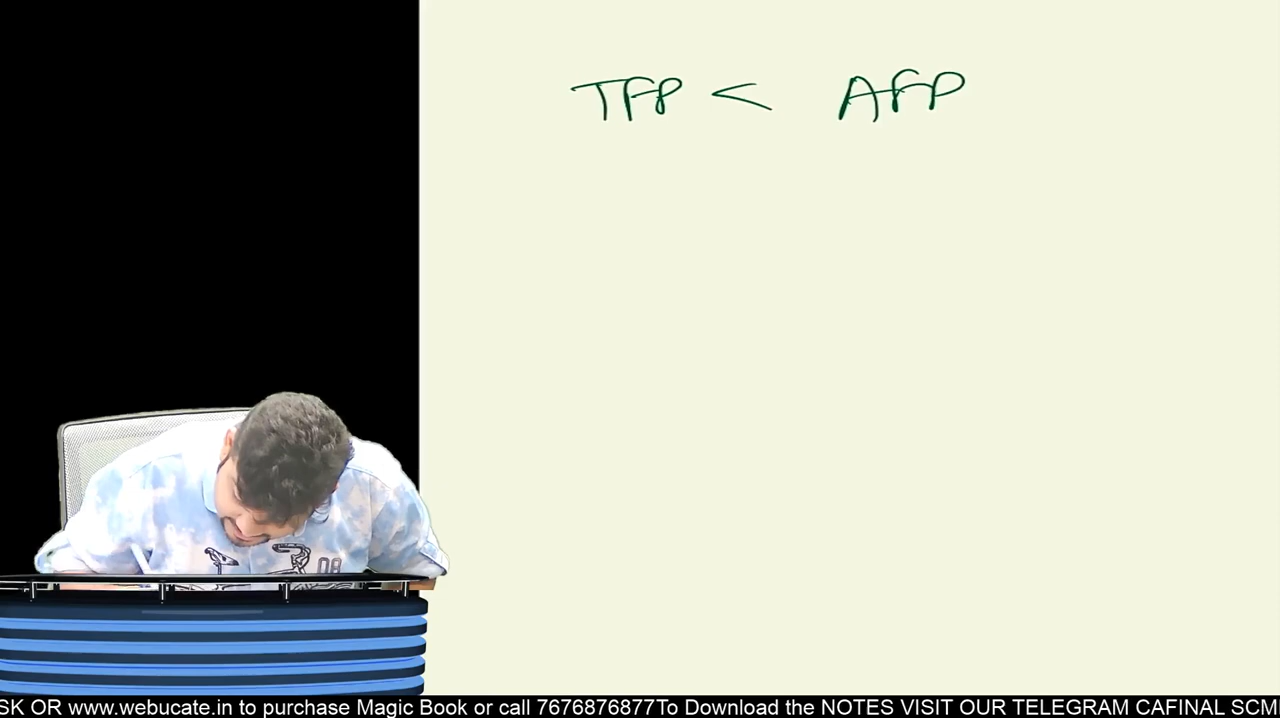 TFP < AFP
08
SK OR www.webucate.in to purchase Magic Book or call 7676876877To Download the NOTES VISIT OUR TELEGRAM CAFINAL SCM